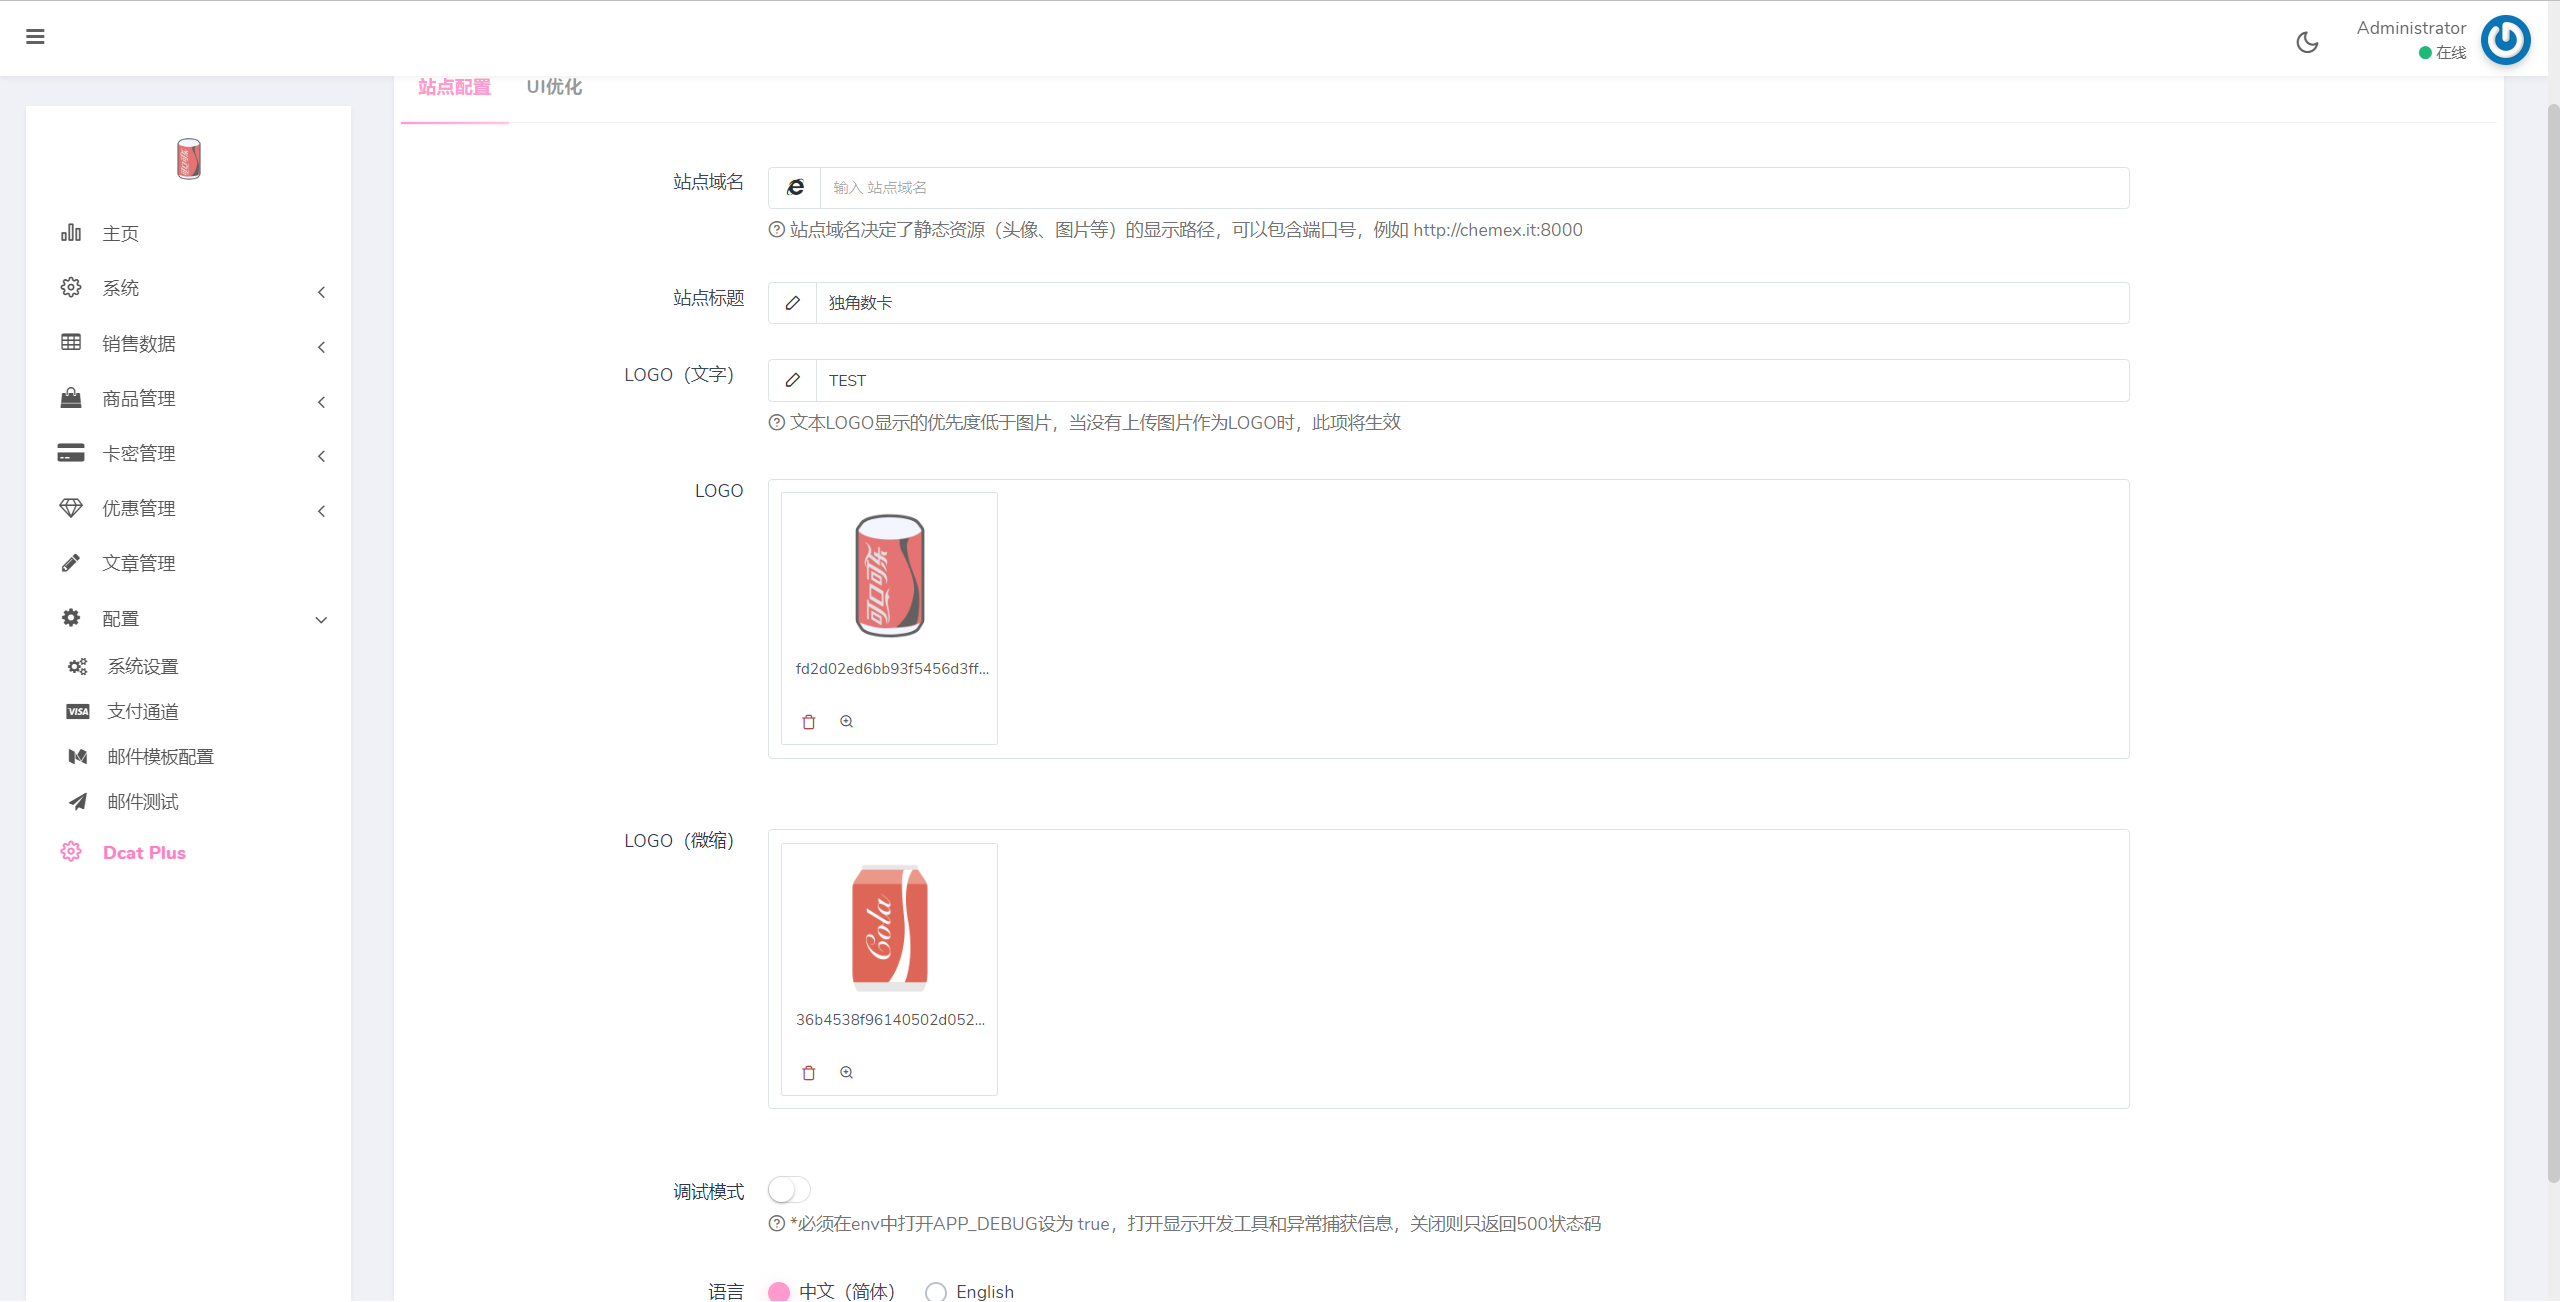 Administrator
在线
站点配置
UI优化
主页
系统
销售数据
商品管理
卡密管理
优惠管理
文章管理
配置
系统设置
VISA
支付通道
邮件模板配置
邮件测试
Dcat Plus
站点域名
输入 站点域名
站点域名决定了静态资源（头像、图片等）的显示路径，可以包含端口号，例如 http://chemex.it:8000
站点标题
独角数卡
LOGO（文字）
TEST
文本LOGO显示的优先度低于图片，当没有上传图片作为LOGO时，此项将生效
LOGO
可口可乐
fd2d02ed6bb93f5456d3ff...
LOGO（微缩）
Cola
36b4538f96140502d052...
调试模式
*必须在env中打开APP_DEBUG设为 true，打开显示开发工具和异常捕获信息，关闭则只返回500状态码
语言
中文（简体）
English